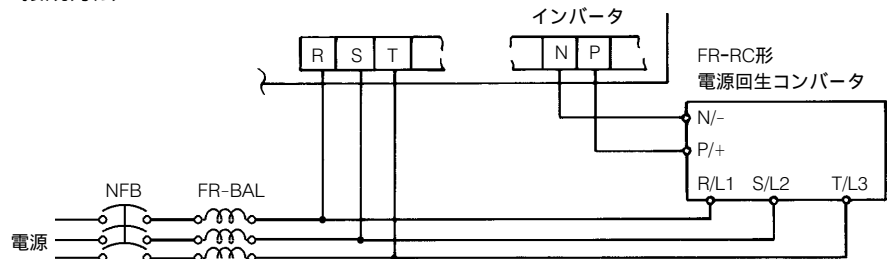 インバータ
R S T
N P
FR-RC形
電源回生コンバータ
N/-
P/+
R/L1 S/L2 T/L3
NFB FR-BAL
電源